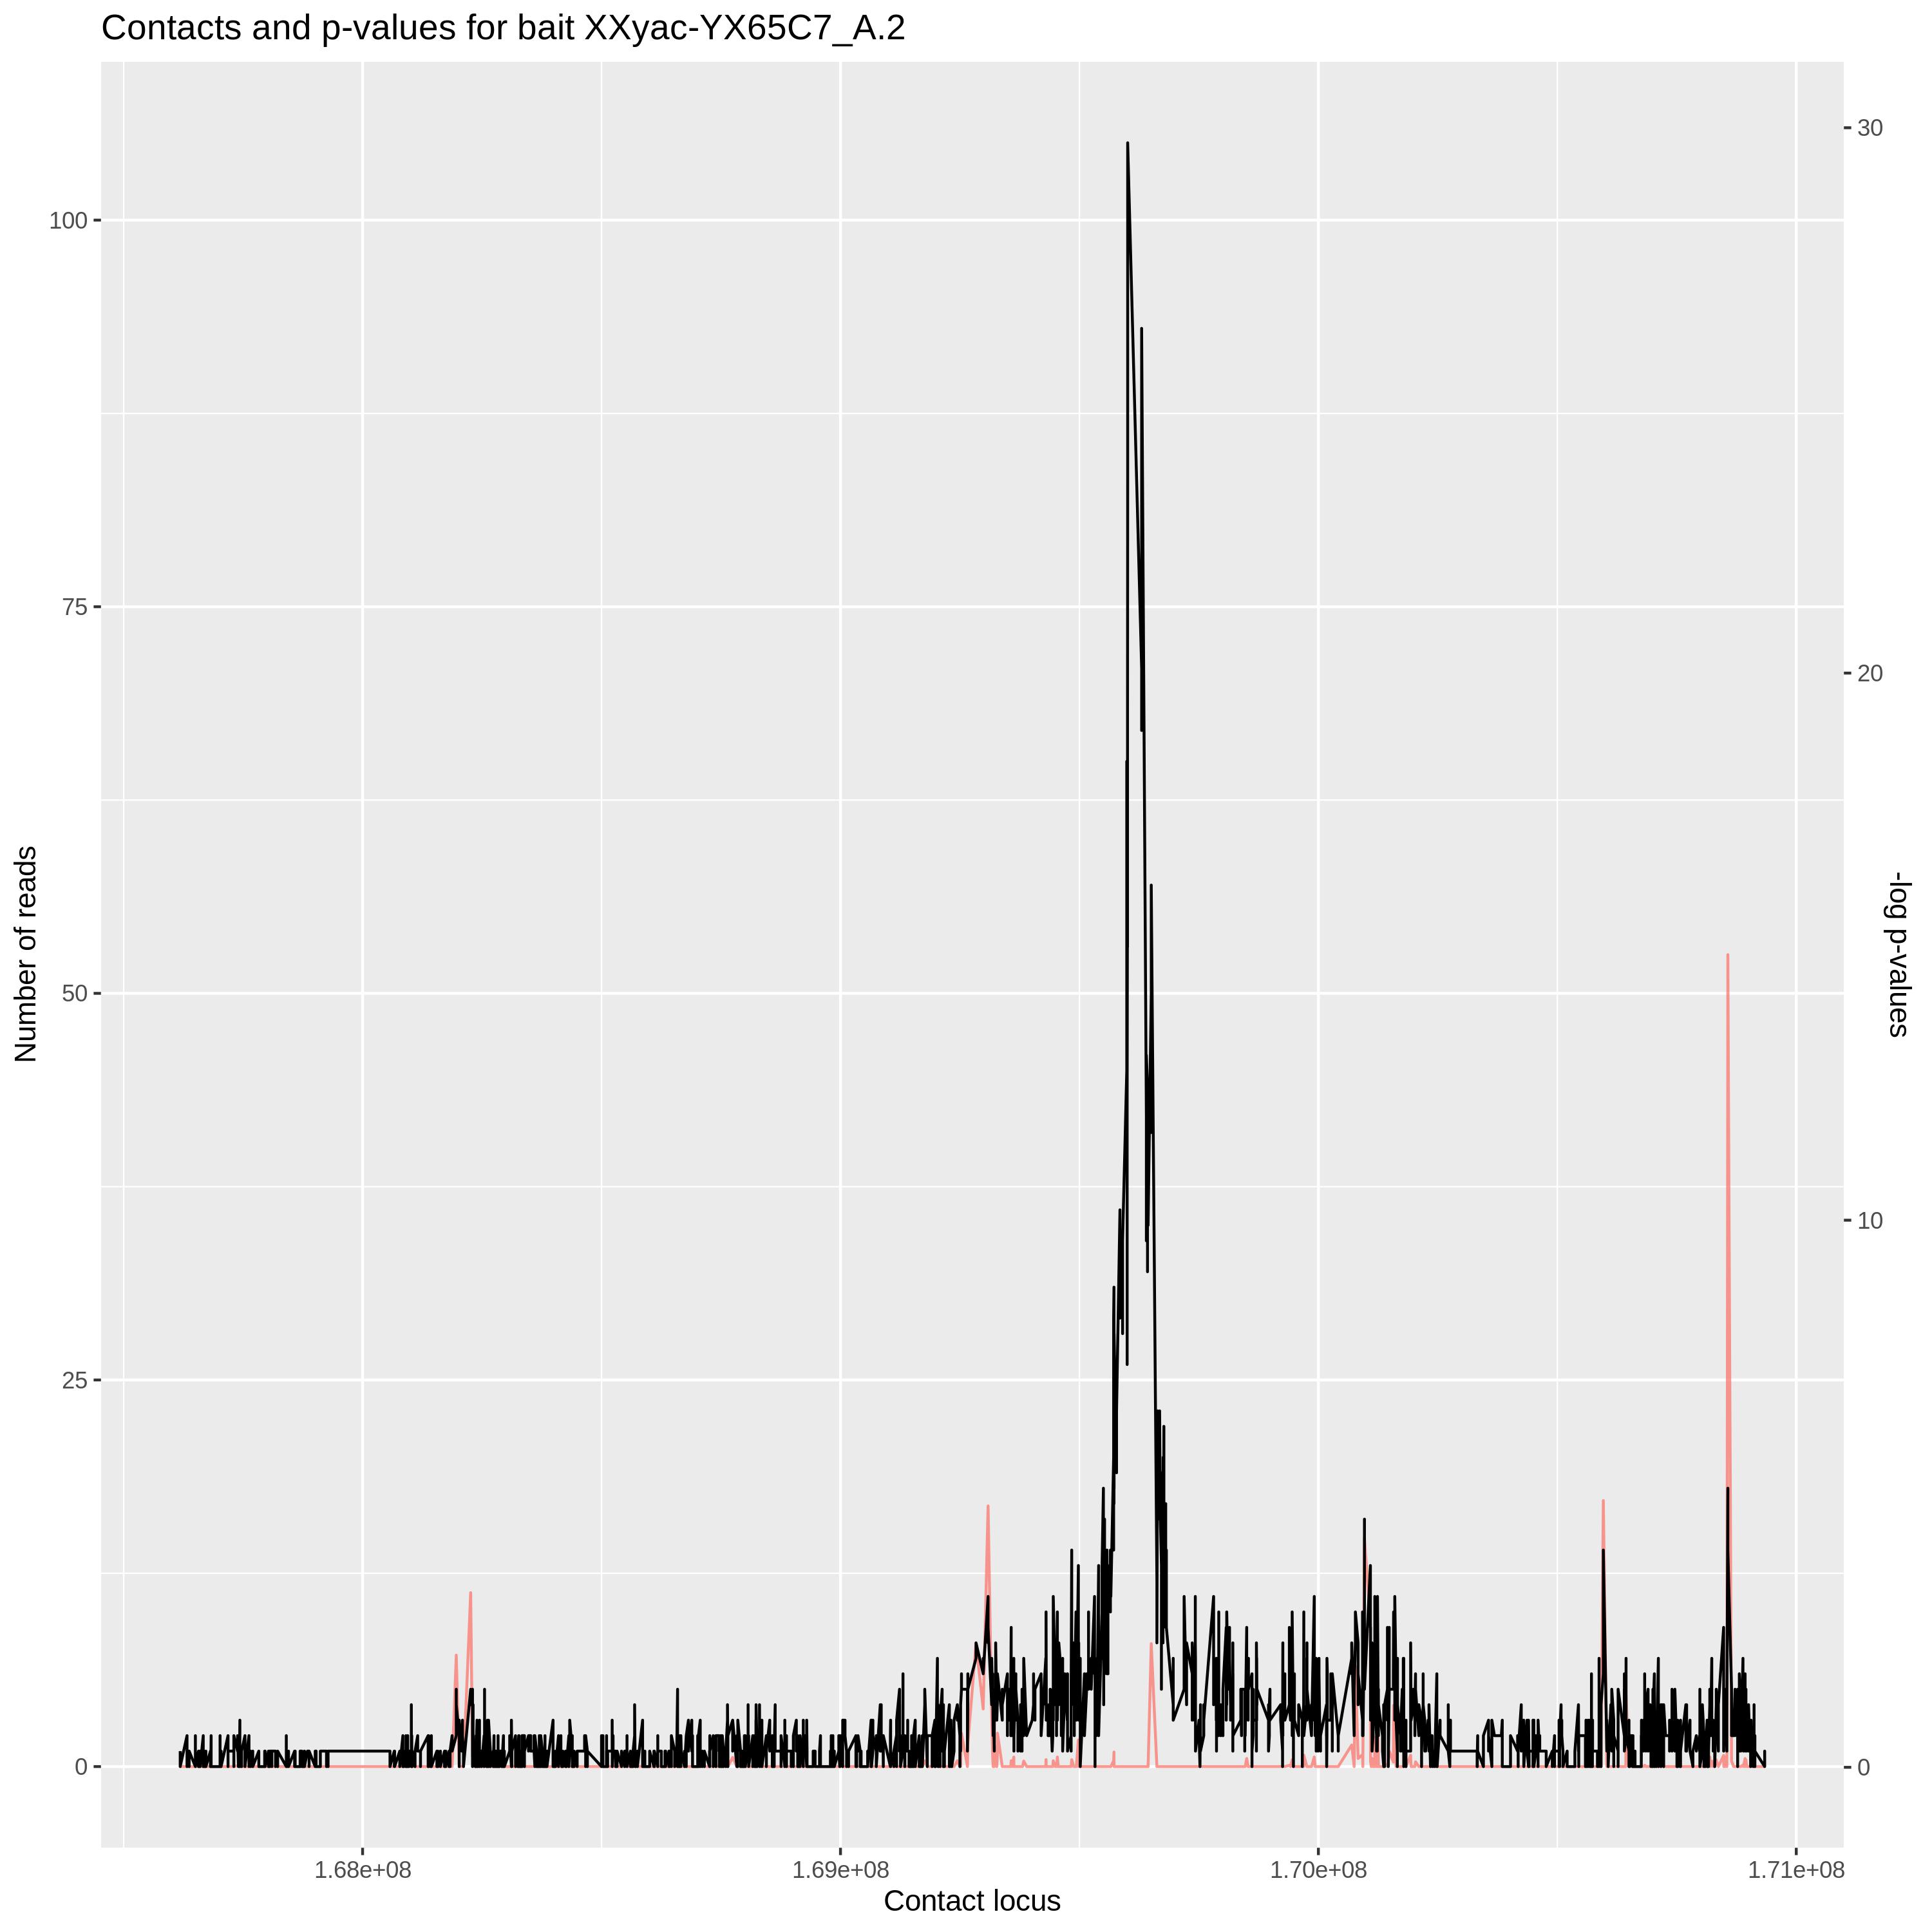 Contacts and p-values for bait XXyac-YX65C7_A.2
Number of reads
100
75
50
25
0
30
20
10
0
-log p-values
1.68e+08
1.69e+08
1.70e+08
1.71e+08
Contact locus